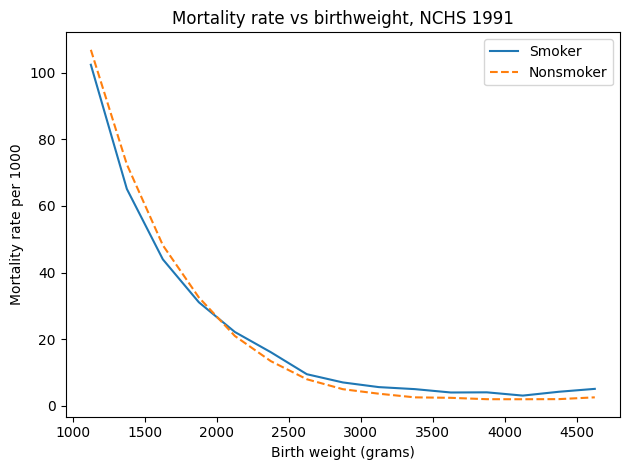 Mortality rate vs birthweight, NCHS 1991
Smoker
Nonsmoker
Mortality rate per 1000
100
80
60
40
20
0
1000 1500 2000 2500 3000 3500 4000 4500
Birth weight (grams)